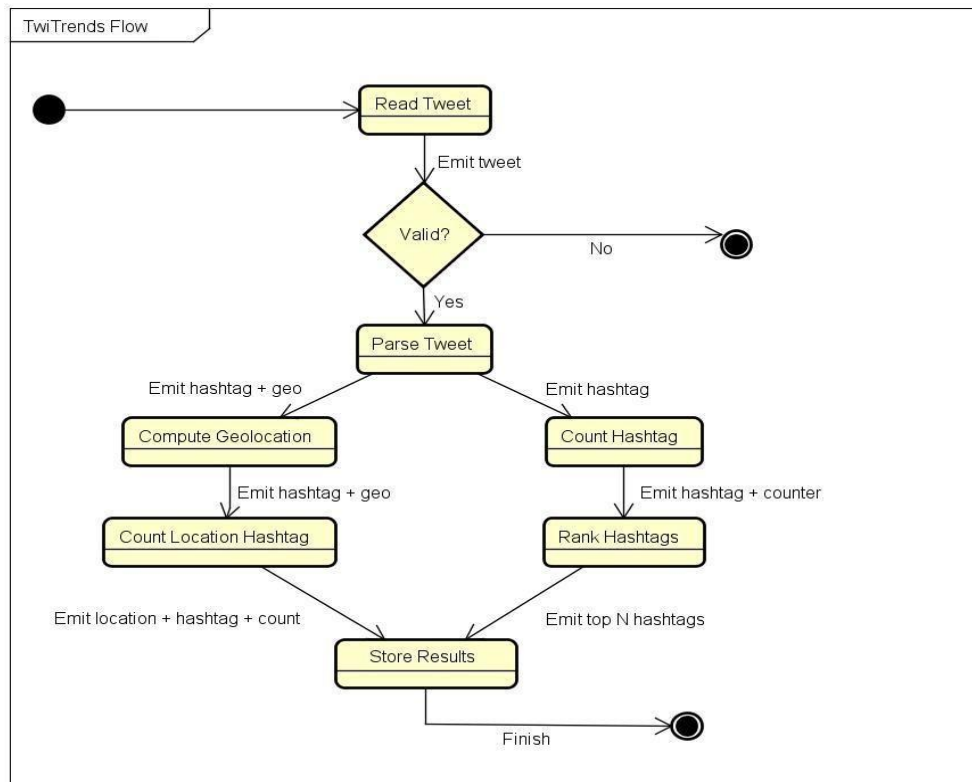 TwiTrends Flow
Read Tweet
Emit tweet
Valid?
No
Yes
Parse Tweet
Emit hashtag + geo
Emit hashtag
Compute Geolocation
Count Hashtag
Emit hashtag + geo
Emit hashtag + counter
Count Location Hashtag
Rank Hashtags
Emit location + hashtag + count
Emit top N hashtags
Store Results
Finish